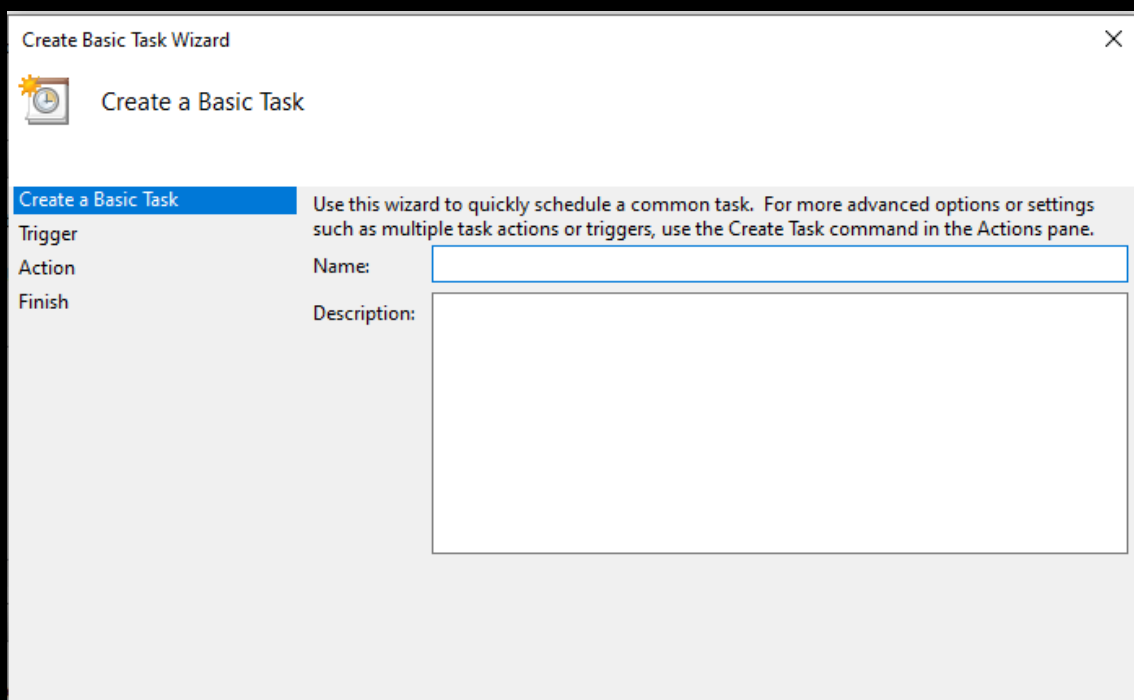 Create Basic Task Wizard
Create a Basic Task
Create a Basic Task
Trigger
Action
Finish
Use this wizard to quickly schedule a common task.  For more advanced options or settings
such as multiple task actions or triggers, use the Create Task command in the Actions pane.
Name:
Description: